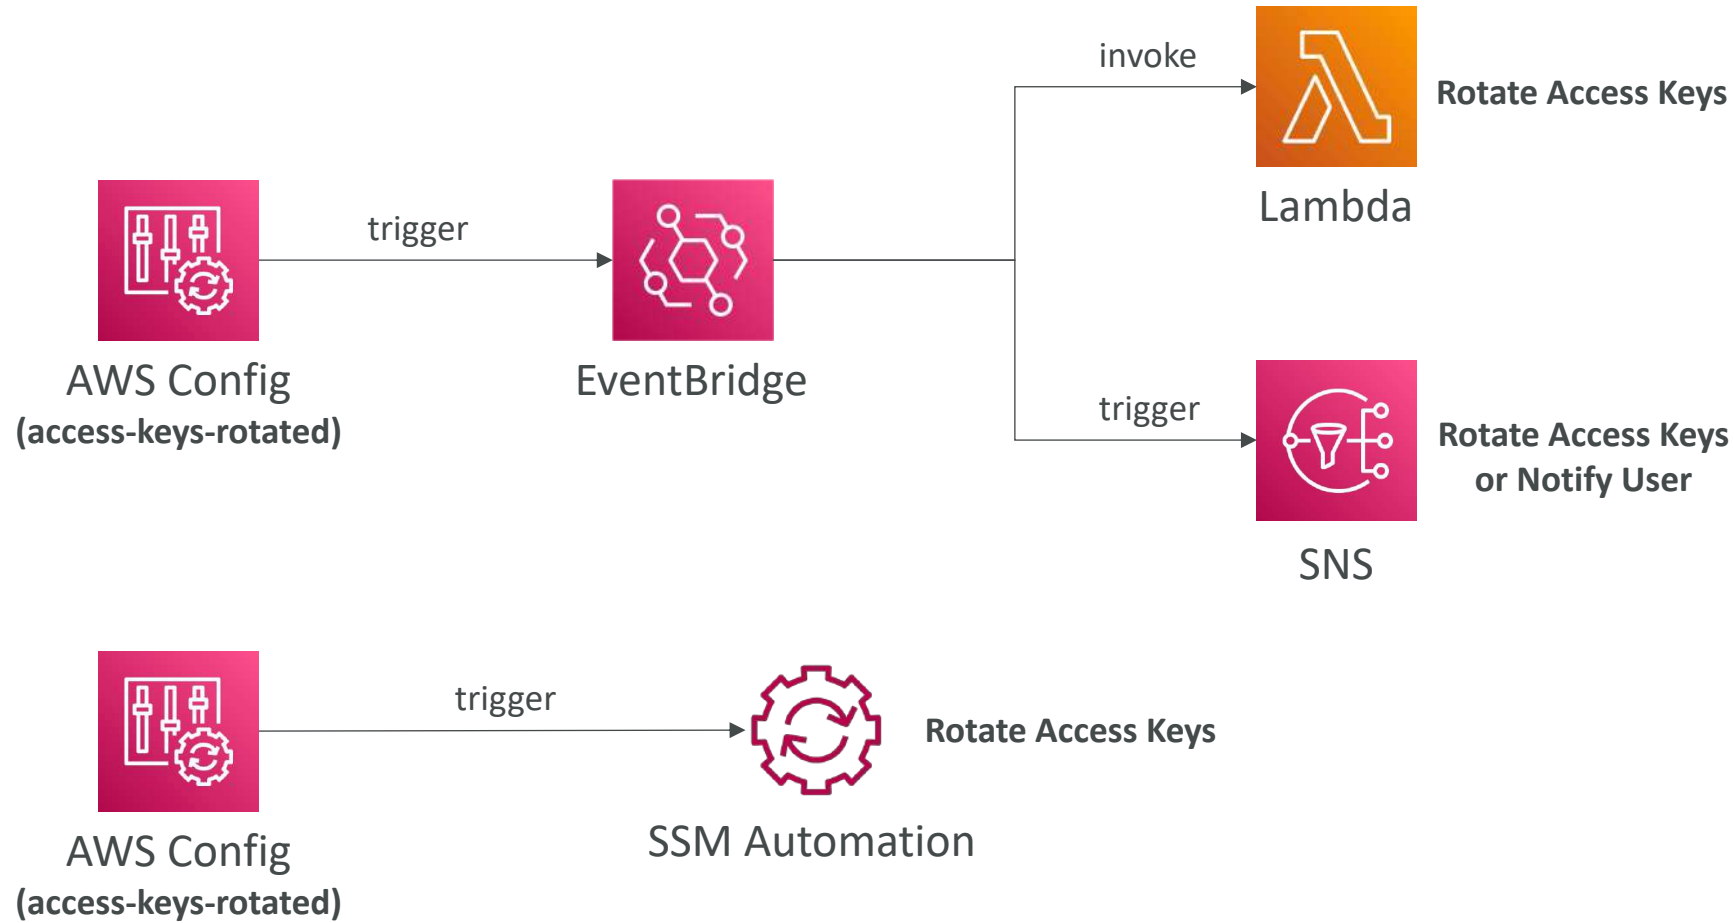 invoke
Rotate Access Keys
Lambda
trigger
AWS Config
(access-keys-rotated)
EventBridge
trigger
Rotate Access Keys
or Notify User
SNS
trigger
Rotate Access Keys
SSM Automation
AWS Config
(access-keys-rotated)